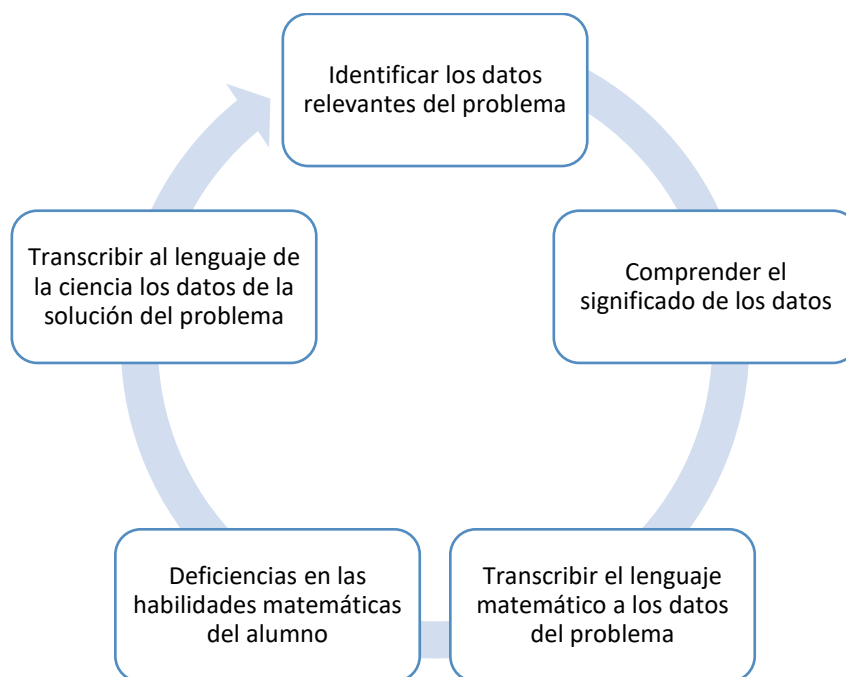 Identificar los datos
relevantes del problema
Comprender el
significado de los datos
Transcribir el lenguaje
matemático a los datos
del problema
Deficiencias en las
habilidades matemáticas
del alumno
Transcribir al lenguaje de
la ciencia los datos de la
solución del problema